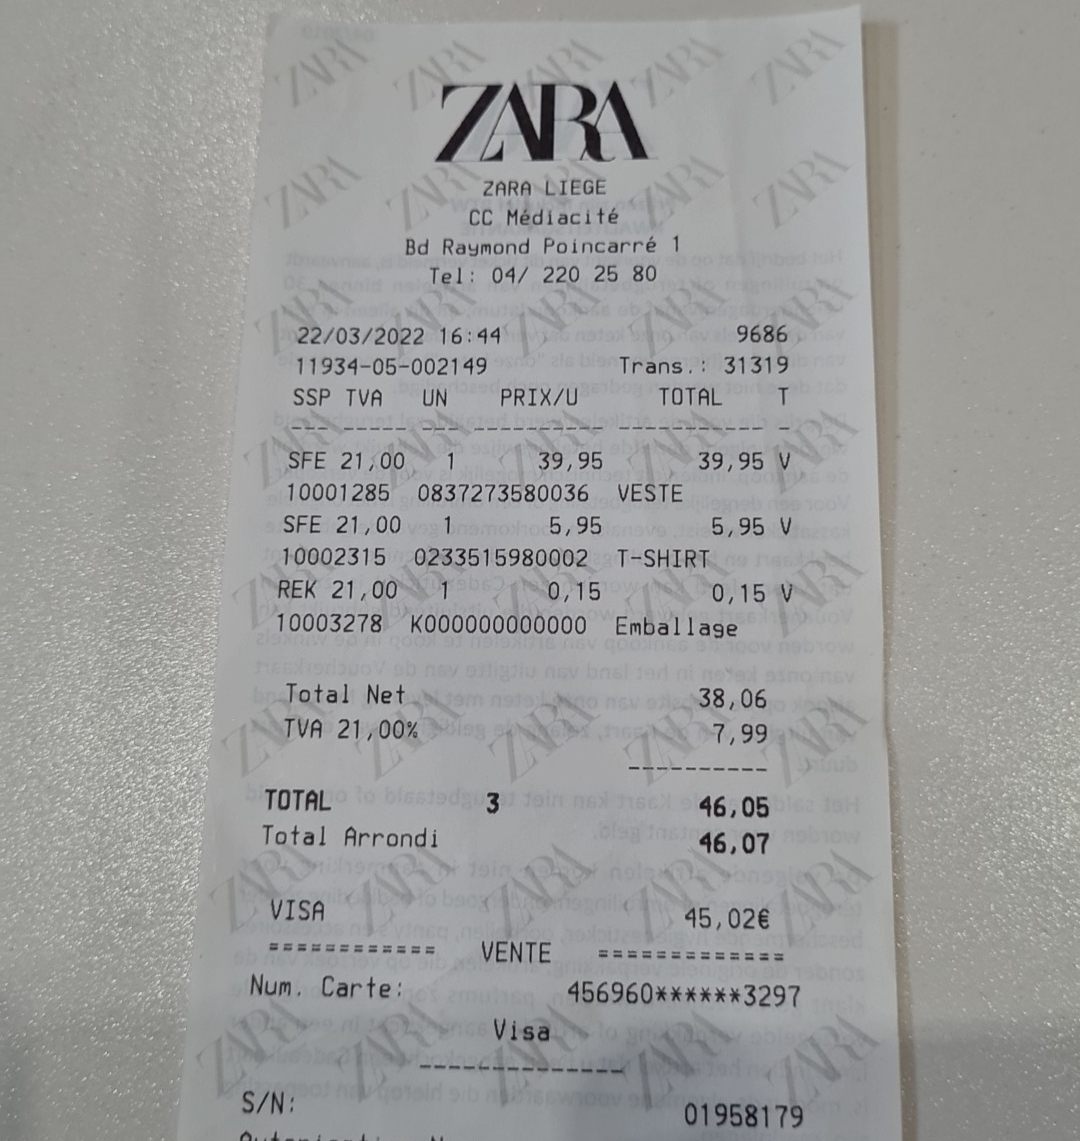 ZARA
ZARA LIEGE
CC Médiacité
Bd Raymond Poincarré 1
Tel: 04/ 220 25 80
22/03/2022 16:44 9686
11934-05-002149 Trans.: 31319
SSP TVA UN PRIX/U TOTAL T
SFE 21,00 1 39,95 39,95 V
10001285 0837273580036 VESTE
SFE 21,00 1 5,95 5,95 V
10002315 0233515980002 T-SHIRT
REK 21,00 1 0,15 0,15 V
10003278 K000000000000 Emballage
Total Net 38,06
TVA 21,00% 7,99
TOTAL 3 46,05
Total Arrondi 46,07
VISA 45,02€
============ VENTE =============
Num. Carte: 456960******3297
Visa
S/N: 01958179